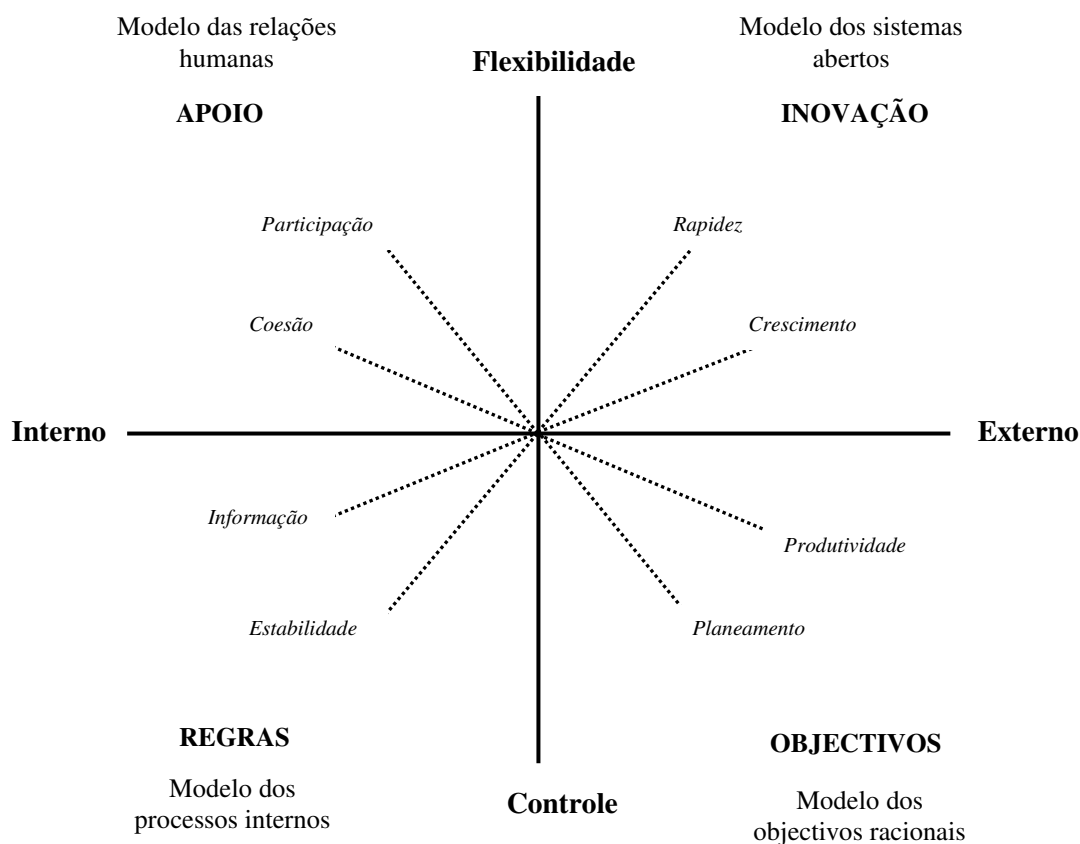 Modelo das relações
humanas
Modelo dos sistemas
abertos
Flexibilidade
APOIO
INOVAÇÃO
Participação
Rapidez
Coesão
Crescimento
Interno
Externo
Informação
Produtividade
Estabilidade
Planeamento
REGRAS
OBJECTIVOS
Modelo dos
processos internos
Controle
Modelo dos
objectivos racionais